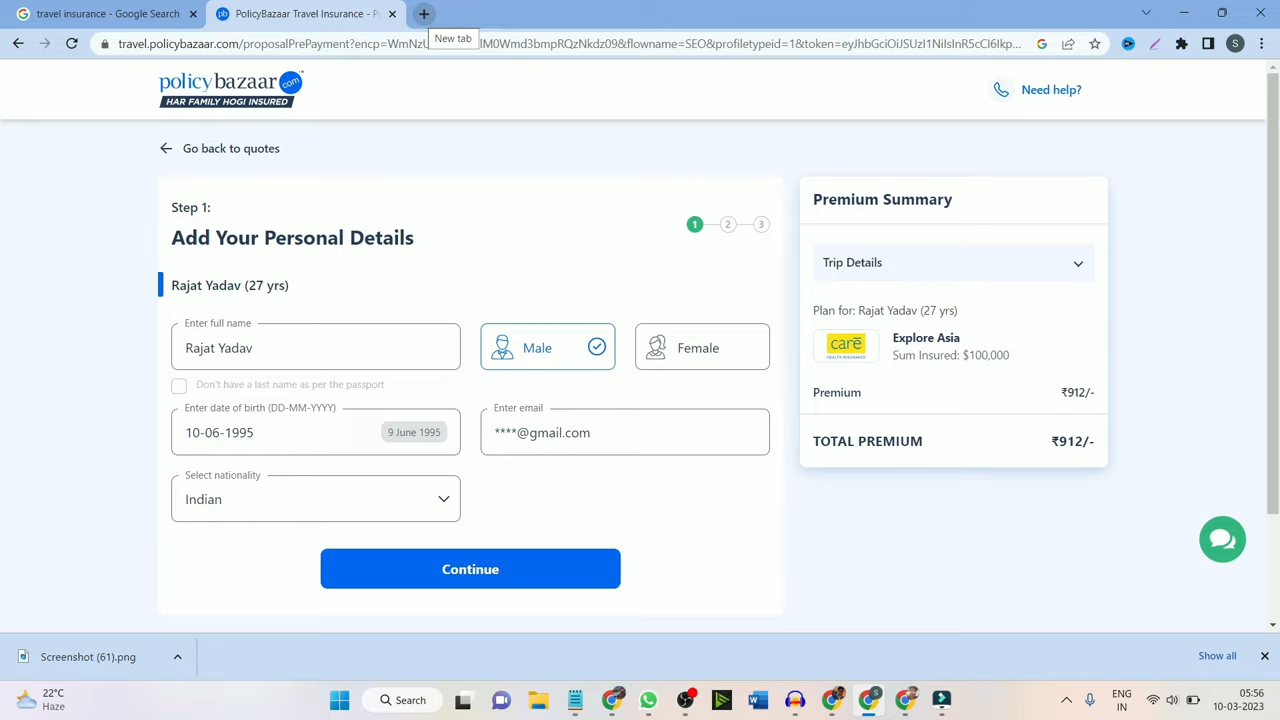 travel insurance - Google Search
PolicyBazaar Travel Insurance - P
New tab
travel.policybazaar.com/proposalPrePayment?encp=WmNzU
IM0Wmd3bmpRQzNkdz09&flowname=SEO&profiletypeid=1&token=eyJhbGciOiJSUzI1NiIsInR5cCI6Ikp...
S
policybazaar.com
HAR FAMILY HOGI INSURED
Need help?
Go back to quotes
Step 1:
Add Your Personal Details
1 2 3
Rajat Yadav (27 yrs)
Enter full name
Rajat Yadav
Male
Female
Don't have a last name as per the passport
Enter date of birth (DD-MM-YYYY)
10-06-1995
9 June 1995
Enter email
****@gmail.com
Select nationality
Indian
Continue
Premium Summary
Trip Details
Plan for: Rajat Yadav (27 yrs)
care
HEALTH INSURANCE
Explore Asia
Sum Insured: $100,000
Premium ₹912/-
TOTAL PREMIUM ₹912/-
Screenshot (61).png
Show all
22°C
Haze
Search
ENG
IN
05:56
10-03-2023